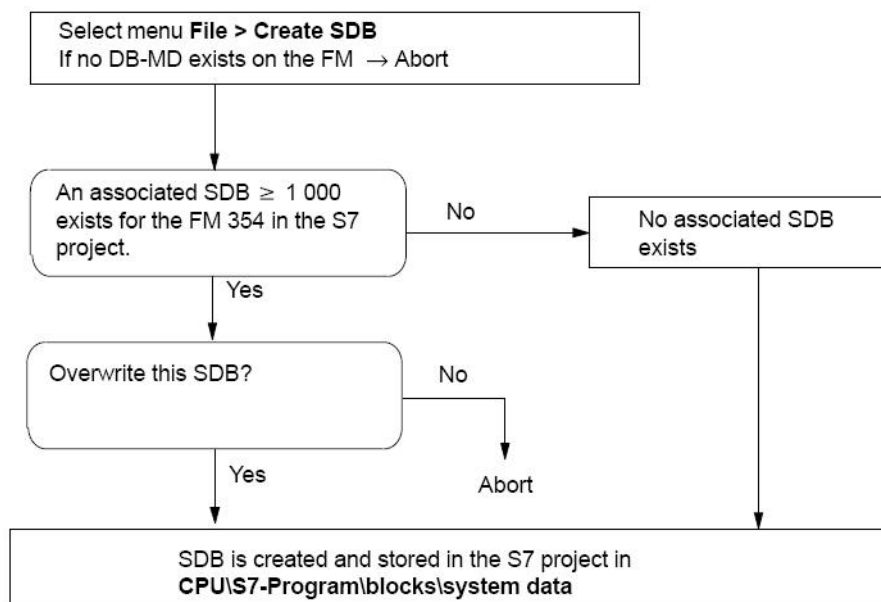 Select menu File > Create SDB
If no DB-MD exists on the FM → Abort
An associated SDB ≥ 1 000
exists for the FM 354 in the S7
project.
No
No associated SDB
exists
Yes
Overwrite this SDB?
No
Yes
Abort
SDB is created and stored in the S7 project in
CPU\S7-Program\blocks\system data